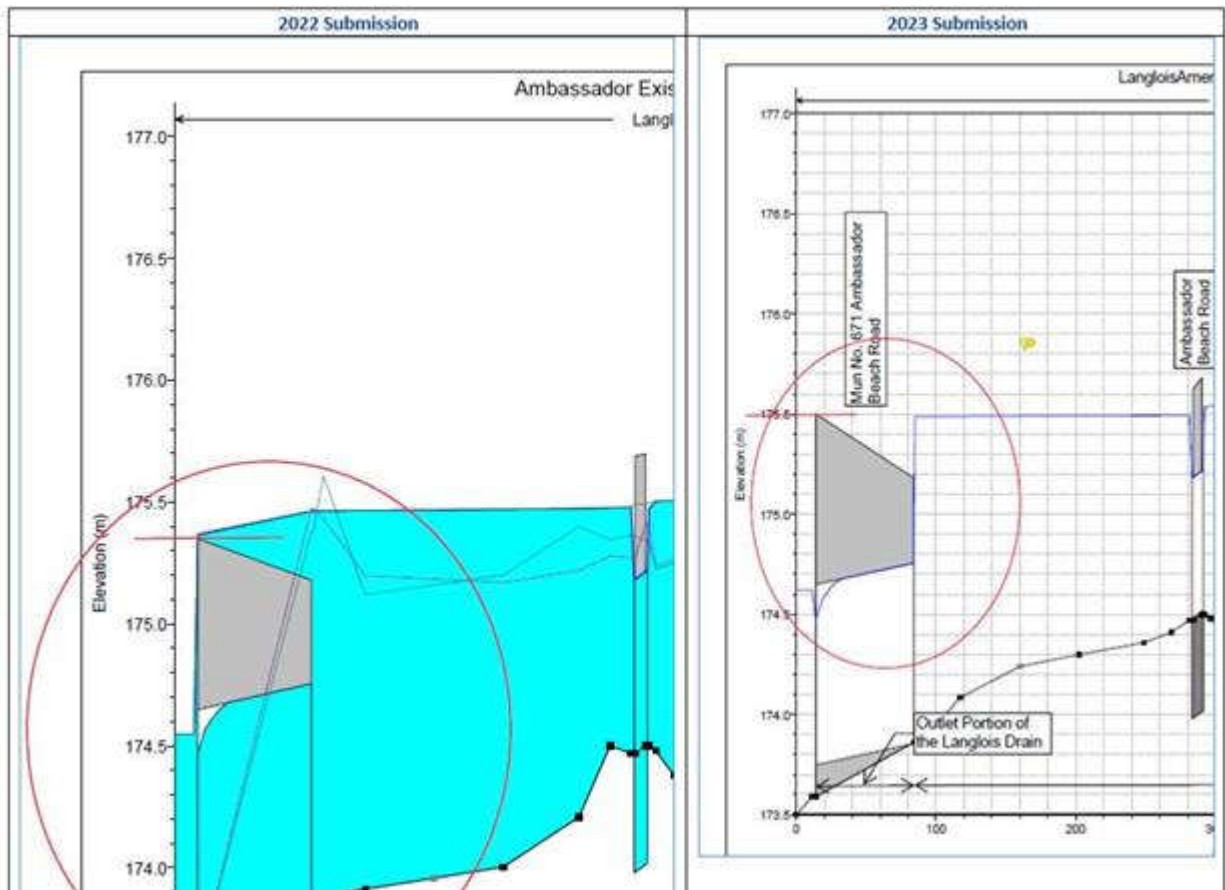 2022 Submission
2023 Submission
Ambassador Exis
Langl
177.0
176.5
176.0
175.5
175.0
174.5
174.0
Elevation (m)
LangloisAmer
177.0
176.5
176.0
175.5
175.0
174.5
174.0
173.5
Elevation (m)
Mun No. 671 Ambassador
Beach Road
Ambassador
Beach Road
Outlet Portion of
the Langlois Drain
0
100
200